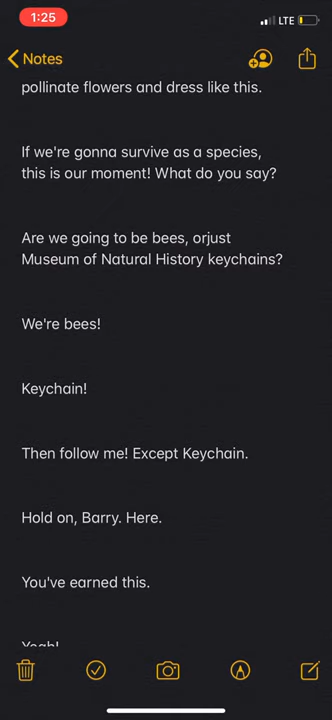 1:25
LTE
Notes
pollinate flowers and dress like this.
If we're gonna survive as a species,
this is our moment! What do you say?
Are we going to be bees, orjust
Museum of Natural History keychains?
We're bees!
Keychain!
Then follow me! Except Keychain.
Hold on, Barry. Here.
You've earned this.
Yeah!